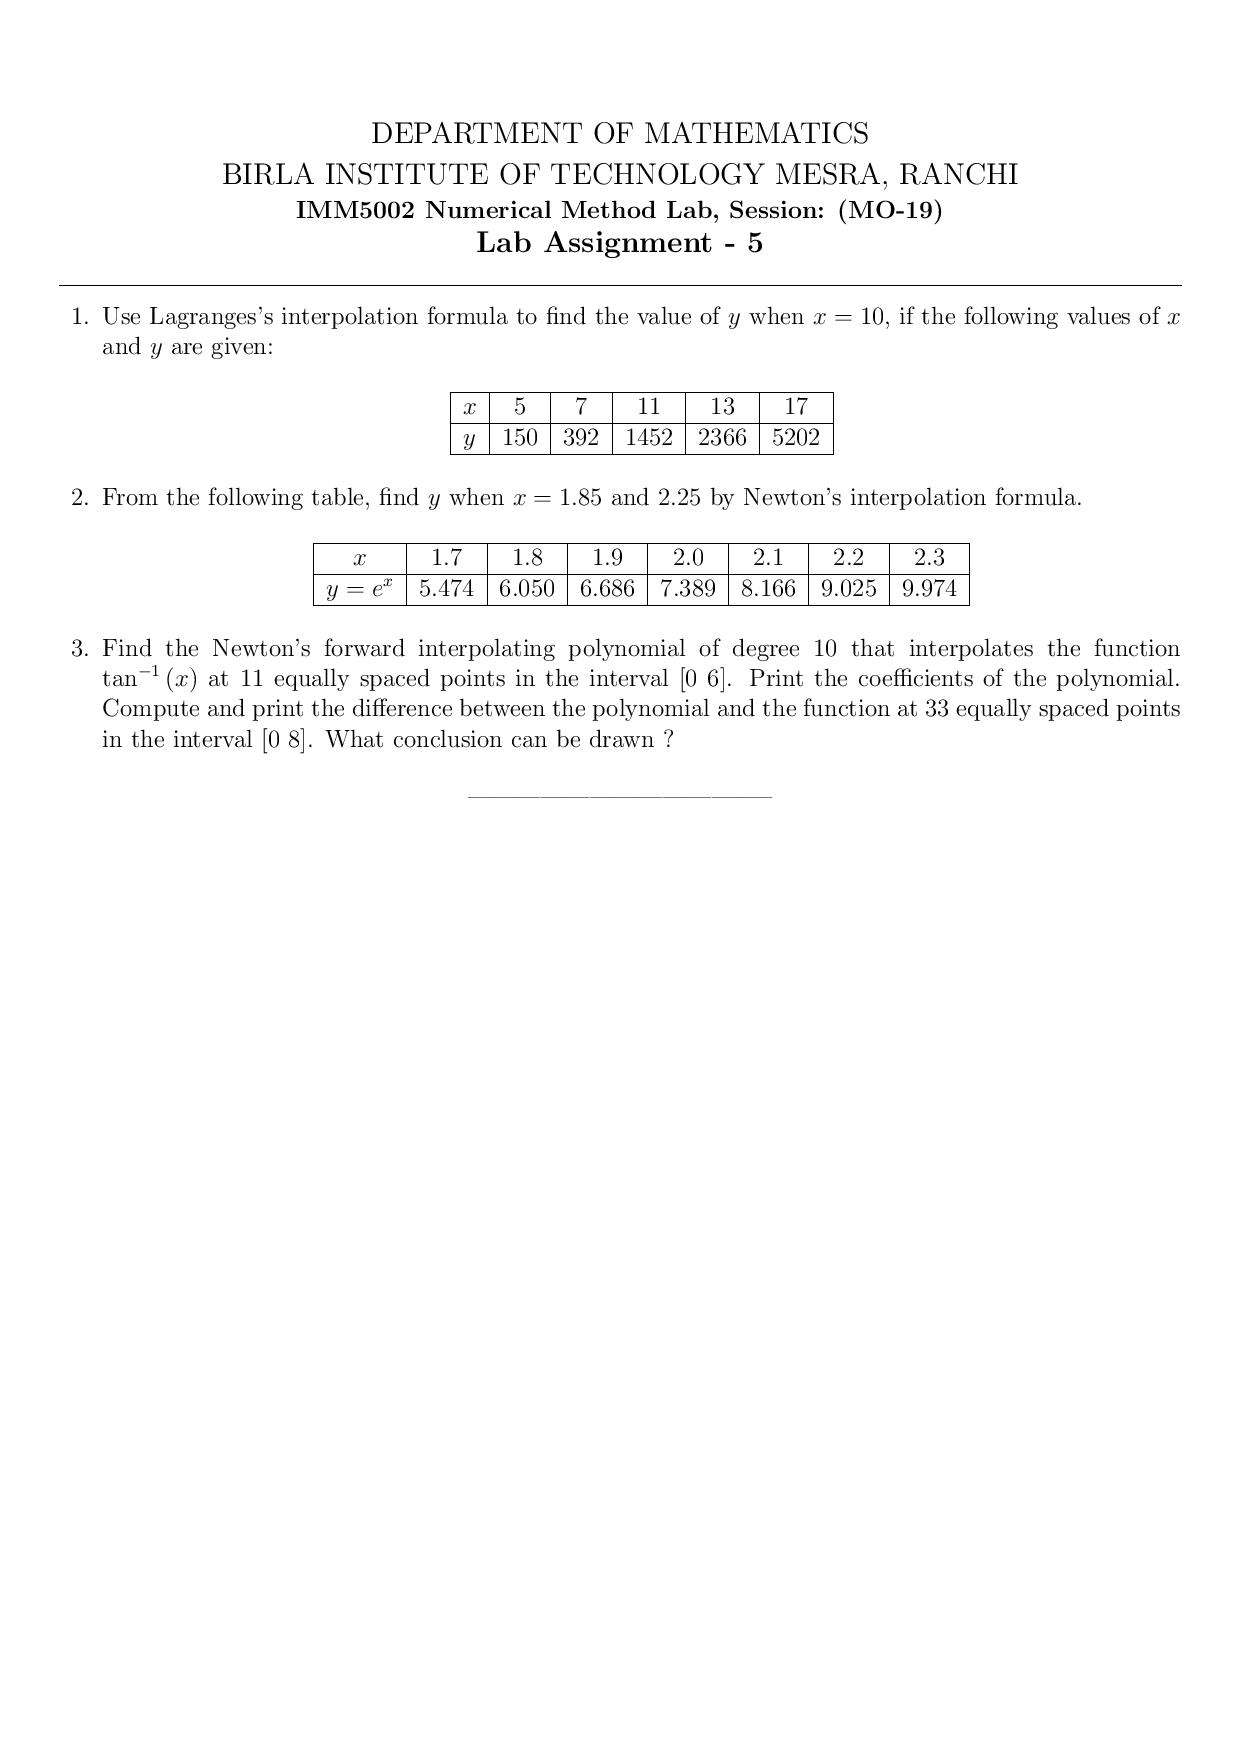 DEPARTMENT OF MATHEMATICS
BIRLA INSTITUTE OF TECHNOLOGY MESRA, RANCHI
IMM5002 Numerical Method Lab, Session: (MO-19)
Lab Assignment - 5
1. Use Lagranges's interpolation formula to find the value of y when x = 10, if the following values of x
and y are given:
x 5 7 11 13 17
y 150 392 1452 2366 5202
2. From the following table, find y when x = 1.85 and 2.25 by Newton's interpolation formula.
x 1.7 1.8 1.9 2.0 2.1 2.2 2.3
y = eˣ 5.474 6.050 6.686 7.389 8.166 9.025 9.974
3. Find the Newton's forward interpolating polynomial of degree 10 that interpolates the function
tan⁻¹ (x) at 11 equally spaced points in the interval [0 6]. Print the coefficients of the polynomial.
Compute and print the difference between the polynomial and the function at 33 equally spaced points
in the interval [0 8]. What conclusion can be drawn ?